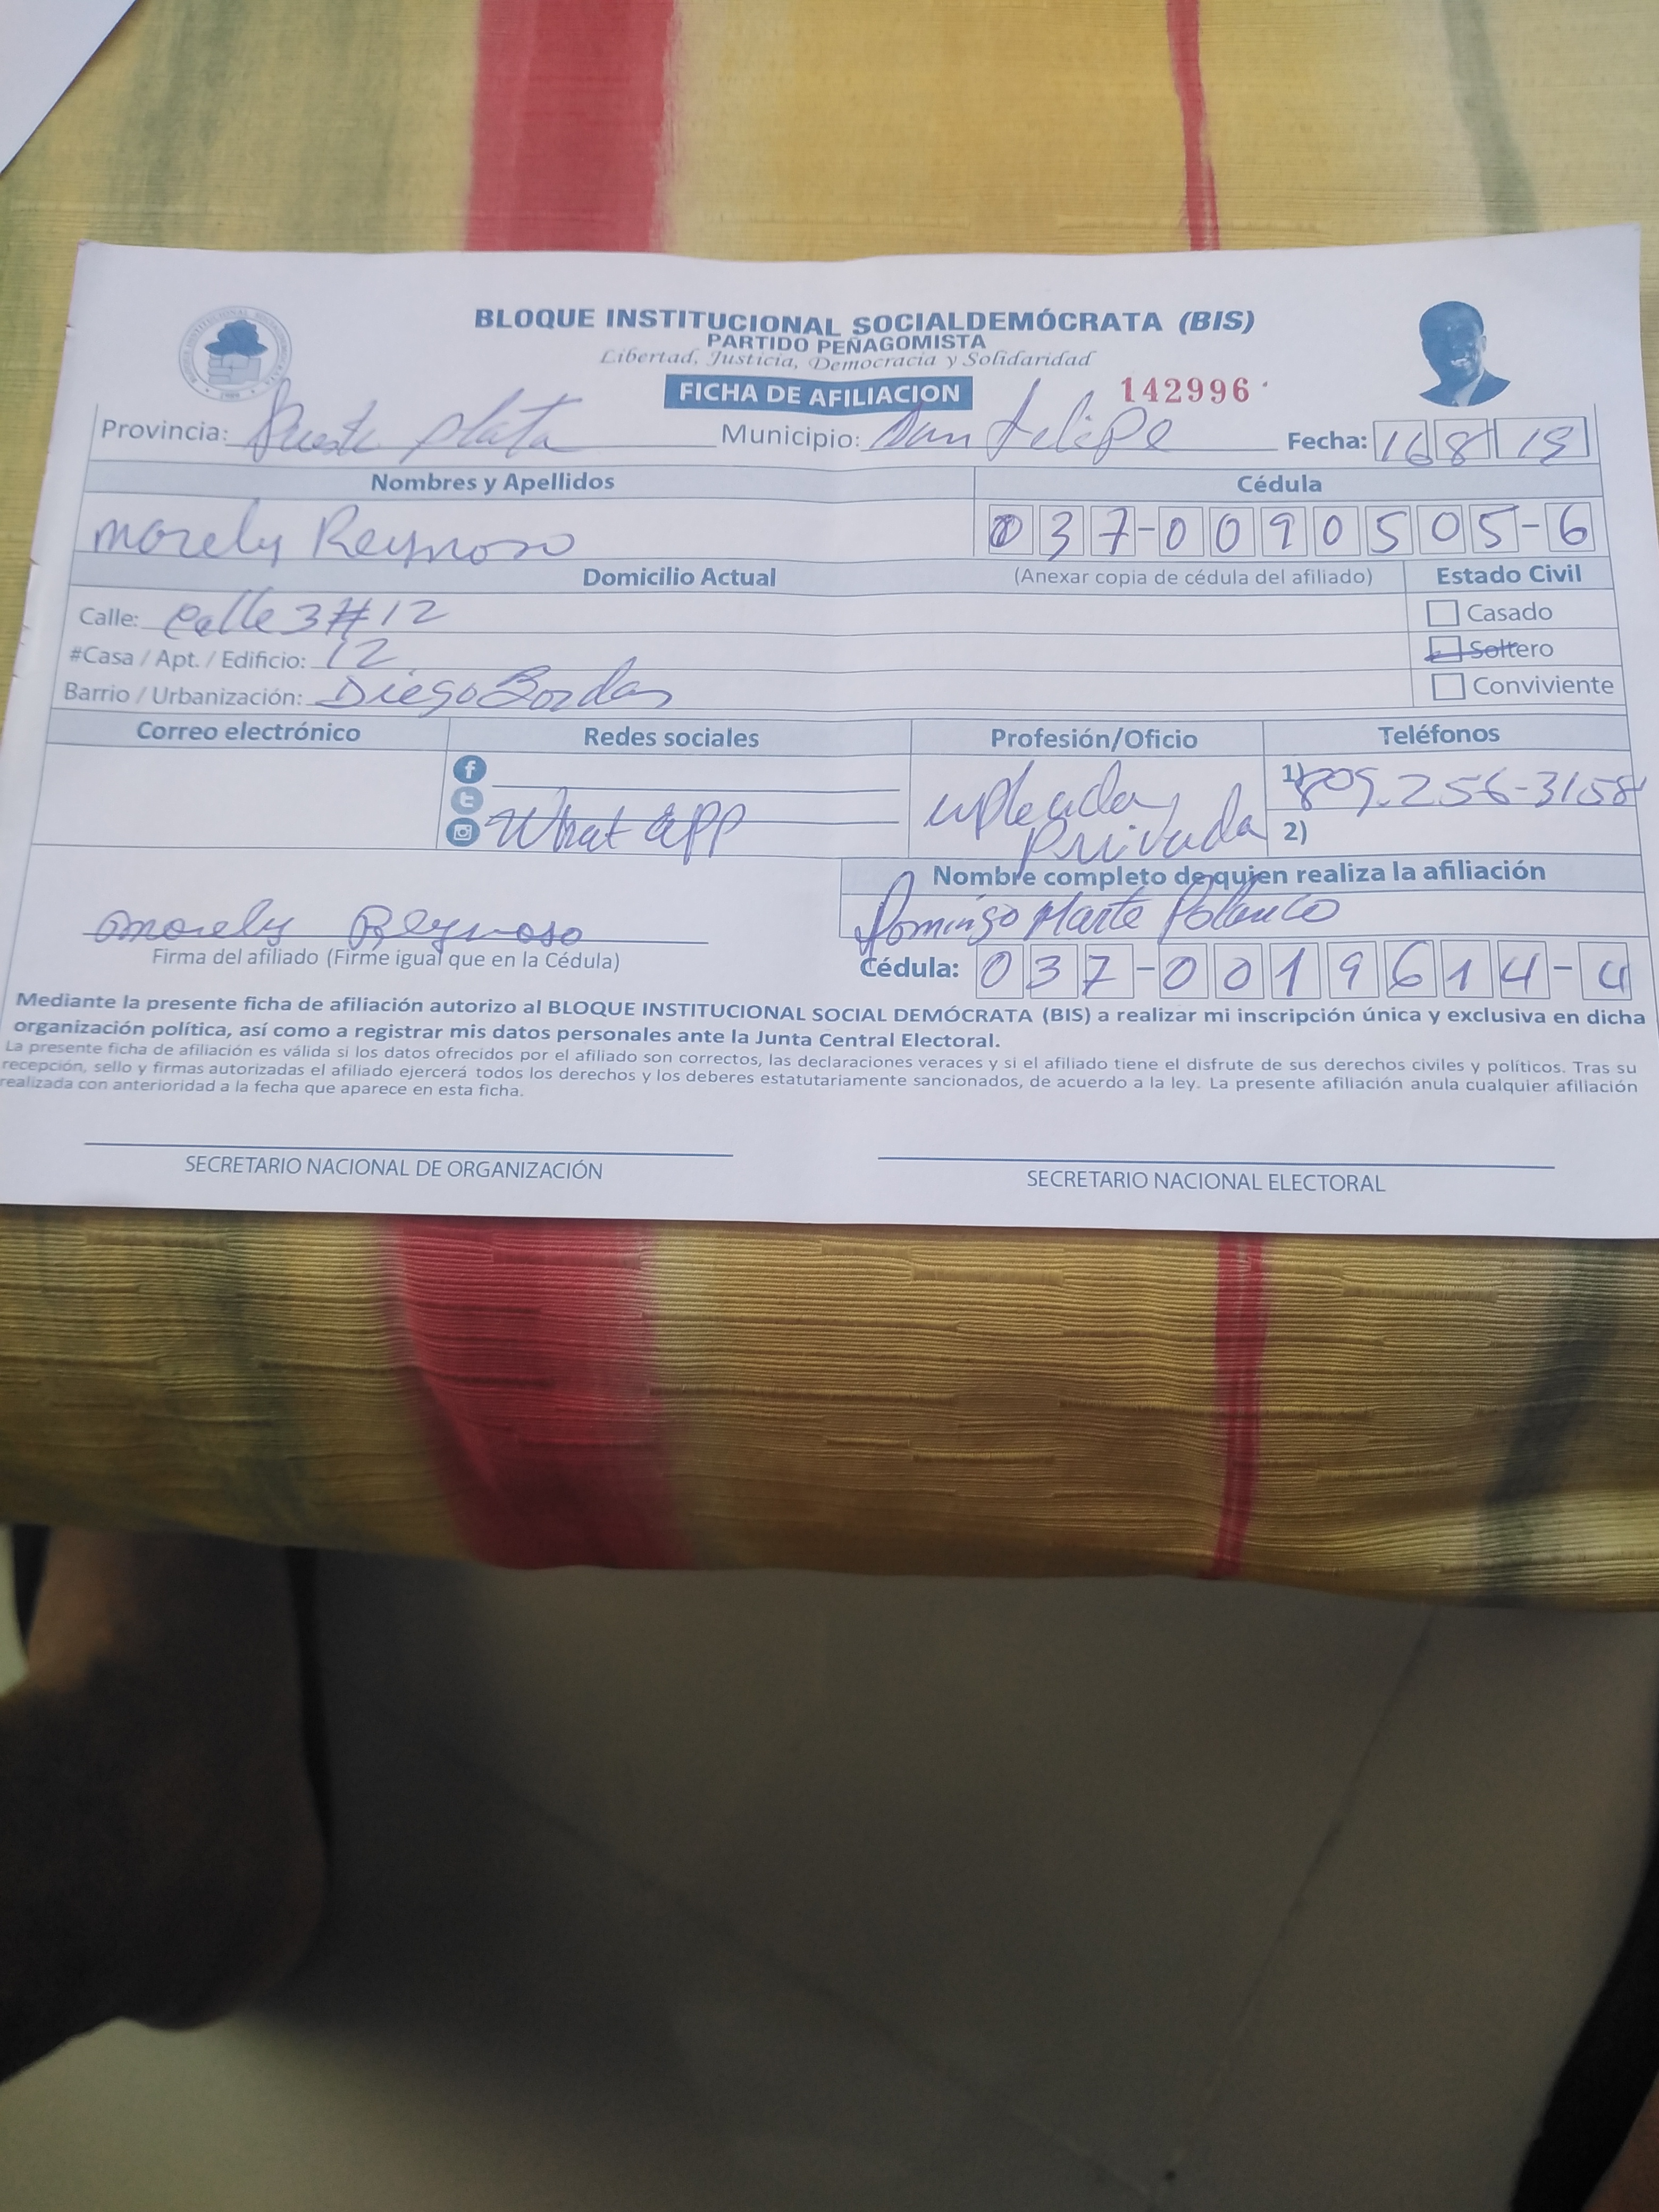 BLOQUE INSTITUCIONAL SOCIALDEMÓCRATA (BIS)
PARTIDO PEÑAGOMISTA
Libertad, Justicia, Democracia y Solidaridad
FICHA DE AFILIACION 142996
Provincia: Puerto plata Municipio: San Felipe Fecha: 16 8 19
Nombres y Apellidos Cédula
morely Reynoso 037-0090505-6
Domicilio Actual (Anexar copia de cédula del afiliado) Estado Civil
Calle: Calle 3 # 12 Casado
#Casa / Apt. / Edificio: 12 Soltero
Barrio / Urbanización: Diego Bordas Conviviente
Correo electrónico Redes sociales Profesión/Oficio Teléfonos
1) 809.256-3158
What app Privada 2)
Nombre completo de quien realiza la afiliación
Domingo Marte Polanco
morely Reynoso
Firma del afiliado (Firme igual que en la Cédula) Cédula: 037-0019614-4
Mediante la presente ficha de afiliación autorizo al BLOQUE INSTITUCIONAL SOCIAL DEMÓCRATA (BIS) a realizar mi inscripción única y exclusiva en dicha
organización política, así como a registrar mis datos personales ante la Junta Central Electoral.
La presente ficha de afiliación es válida si los datos ofrecidos por el afiliado son correctos, las declaraciones veraces y si el afiliado tiene el disfrute de sus derechos civiles y políticos. Tras su
recepción, sello y firmas autorizadas el afiliado ejercerá todos los derechos y los deberes estatutariamente sancionados, de acuerdo a la ley. La presente afiliación anula cualquier afiliación
realizada con anterioridad a la fecha que aparece en esta ficha.
SECRETARIO NACIONAL DE ORGANIZACIÓN SECRETARIO NACIONAL ELECTORAL